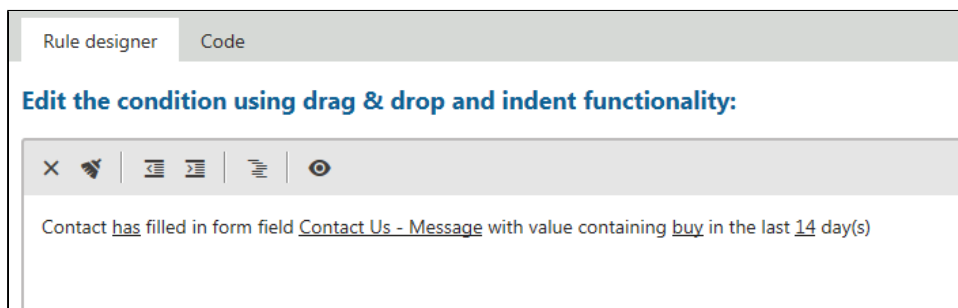 Rule designer Code
Edit the condition using drag & drop and indent functionality:
Contact has filled in form field Contact Us - Message with value containing buy in the last 14 day(s)